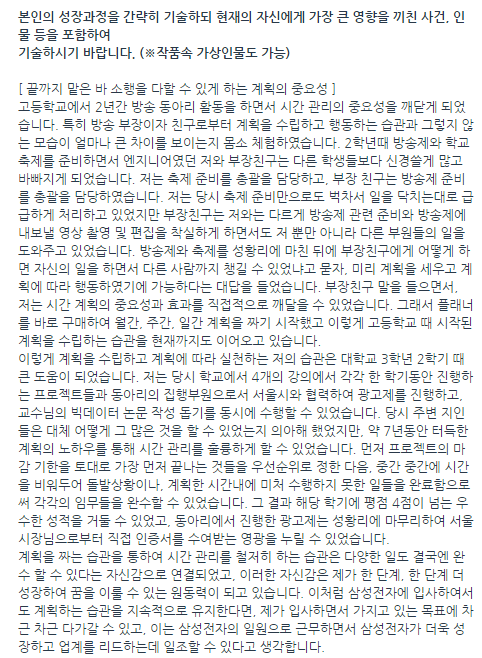 본인의 성장과정을 간략히 기술하되 현재의 자신에게 가장 큰 영향을 끼친 사건, 인
물 등을 포함하여
기술하시기 바랍니다. (※작품속 가상인물도 가능)
[ 끝까지 맡은 바 소행을 다할 수 있게 하는 계획의 중요성 ]
고등학교에서 2년간 방송 동아리 활동을 하면서 시간 관리의 중요성을 깨닫게 되었
습니다. 특히 방송 부장이자 친구로부터 계획을 수립하고 행동하는 습관과 그렇지 않
는 모습이 얼마나 큰 차이를 보이는지 몸소 체험하였습니다. 2학년때 방송제와 학교
축제를 준비하면서 엔지니어였던 저와 부장친구는 다른 학생들보다 신경쓸게 많고
바빠지게 되었습니다. 저는 축제 준비를 총괄을 담당하고, 부장 친구는 방송제 준비
를 총괄을 담당하였습니다. 저는 당시 축제 준비만으로도 벅차서 일을 닥치는대로 급
급하게 처리하고 있었지만 부장친구는 저와는 다르게 방송제 관련 준비와 방송제에
내보낼 영상 촬영 및 편집을 착실하게 하면서도 저 뿐만 아니라 다른 부원들의 일을
도와주고 있었습니다. 방송제와 축제를 성황리에 마친 뒤에 부장친구에게 어떻게 하
면 자신의 일을 하면서 다른 사람까지 챙길 수 있었냐고 묻자, 미리 계획을 세우고 계
획에 따라 행동하였기에 가능하다는 대답을 들었습니다. 부장친구 말을 들으면서,
저는 시간 계획의 중요성과 효과를 직접적으로 깨달을 수 있었습니다. 그래서 플래너
를 바로 구매하여 월간, 주간, 일간 계획을 짜기 시작했고 이렇게 고등학교 때 시작된
계획을 수립하는 습관을 현재까지도 이어오고 있습니다.
이렇게 계획을 수립하고 계획에 따라 실천하는 저의 습관은 대학교 3학년 2학기 때
큰 도움이 되었습니다. 저는 당시 학교에서 4개의 강의에서 각각 한 학기동안 진행하
는 프로젝트들과 동아리의 집행부원으로서 서울시와 협력하여 광고제를 진행하고,
교수님의 빅데이터 논문 작성 돕기를 동시에 수행할 수 있었습니다. 당시 주변 지인
들은 대체 어떻게 그 많은 것을 할 수 있었는지 의아해 했었지만, 약 7년동안 터득한
계획의 노하우를 통해 시간 관리를 훌륭하게 할 수 있었습니다. 먼저 프로젝트의 마
감 기한을 토대로 가장 먼저 끝나는 것들을 우선순위로 정한 다음, 중간 중간에 시간
을 비워두어 돌발상황이나, 계획한 시간내에 미처 수행하지 못한 일들을 완료함으로
써 각각의 임무들을 완수할 수 있었습니다. 그 결과 해당 학기에 평점 4점이 넘는 우
수한 성적을 거둘 수 있었고, 동아리에서 진행한 광고제는 성황리에 마무리하여 서울
시장님으로부터 직접 인증서를 수여받는 영광을 누릴 수 있었습니다.
계획을 짜는 습관을 통하여 시간 관리를 철저히 하는 습관은 다양한 일도 결국엔 완
수 할 수 있다는 자신감으로 연결되었고, 이러한 자신감은 제가 한 단계, 한 단계 더
성장하여 꿈을 이룰 수 있는 원동력이 되고 있습니다. 이처럼 삼성전자에 입사하여서
도 계획하는 습관을 지속적으로 유지한다면, 제가 입사하면서 가지고 있는 목표에 차
근 차근 다가갈 수 있고, 이는 삼성전자의 일원으로 근무하면서 삼성전자가 더욱 성
장하고 업계를 리드하는데 일조할 수 있다고 생각합니다.